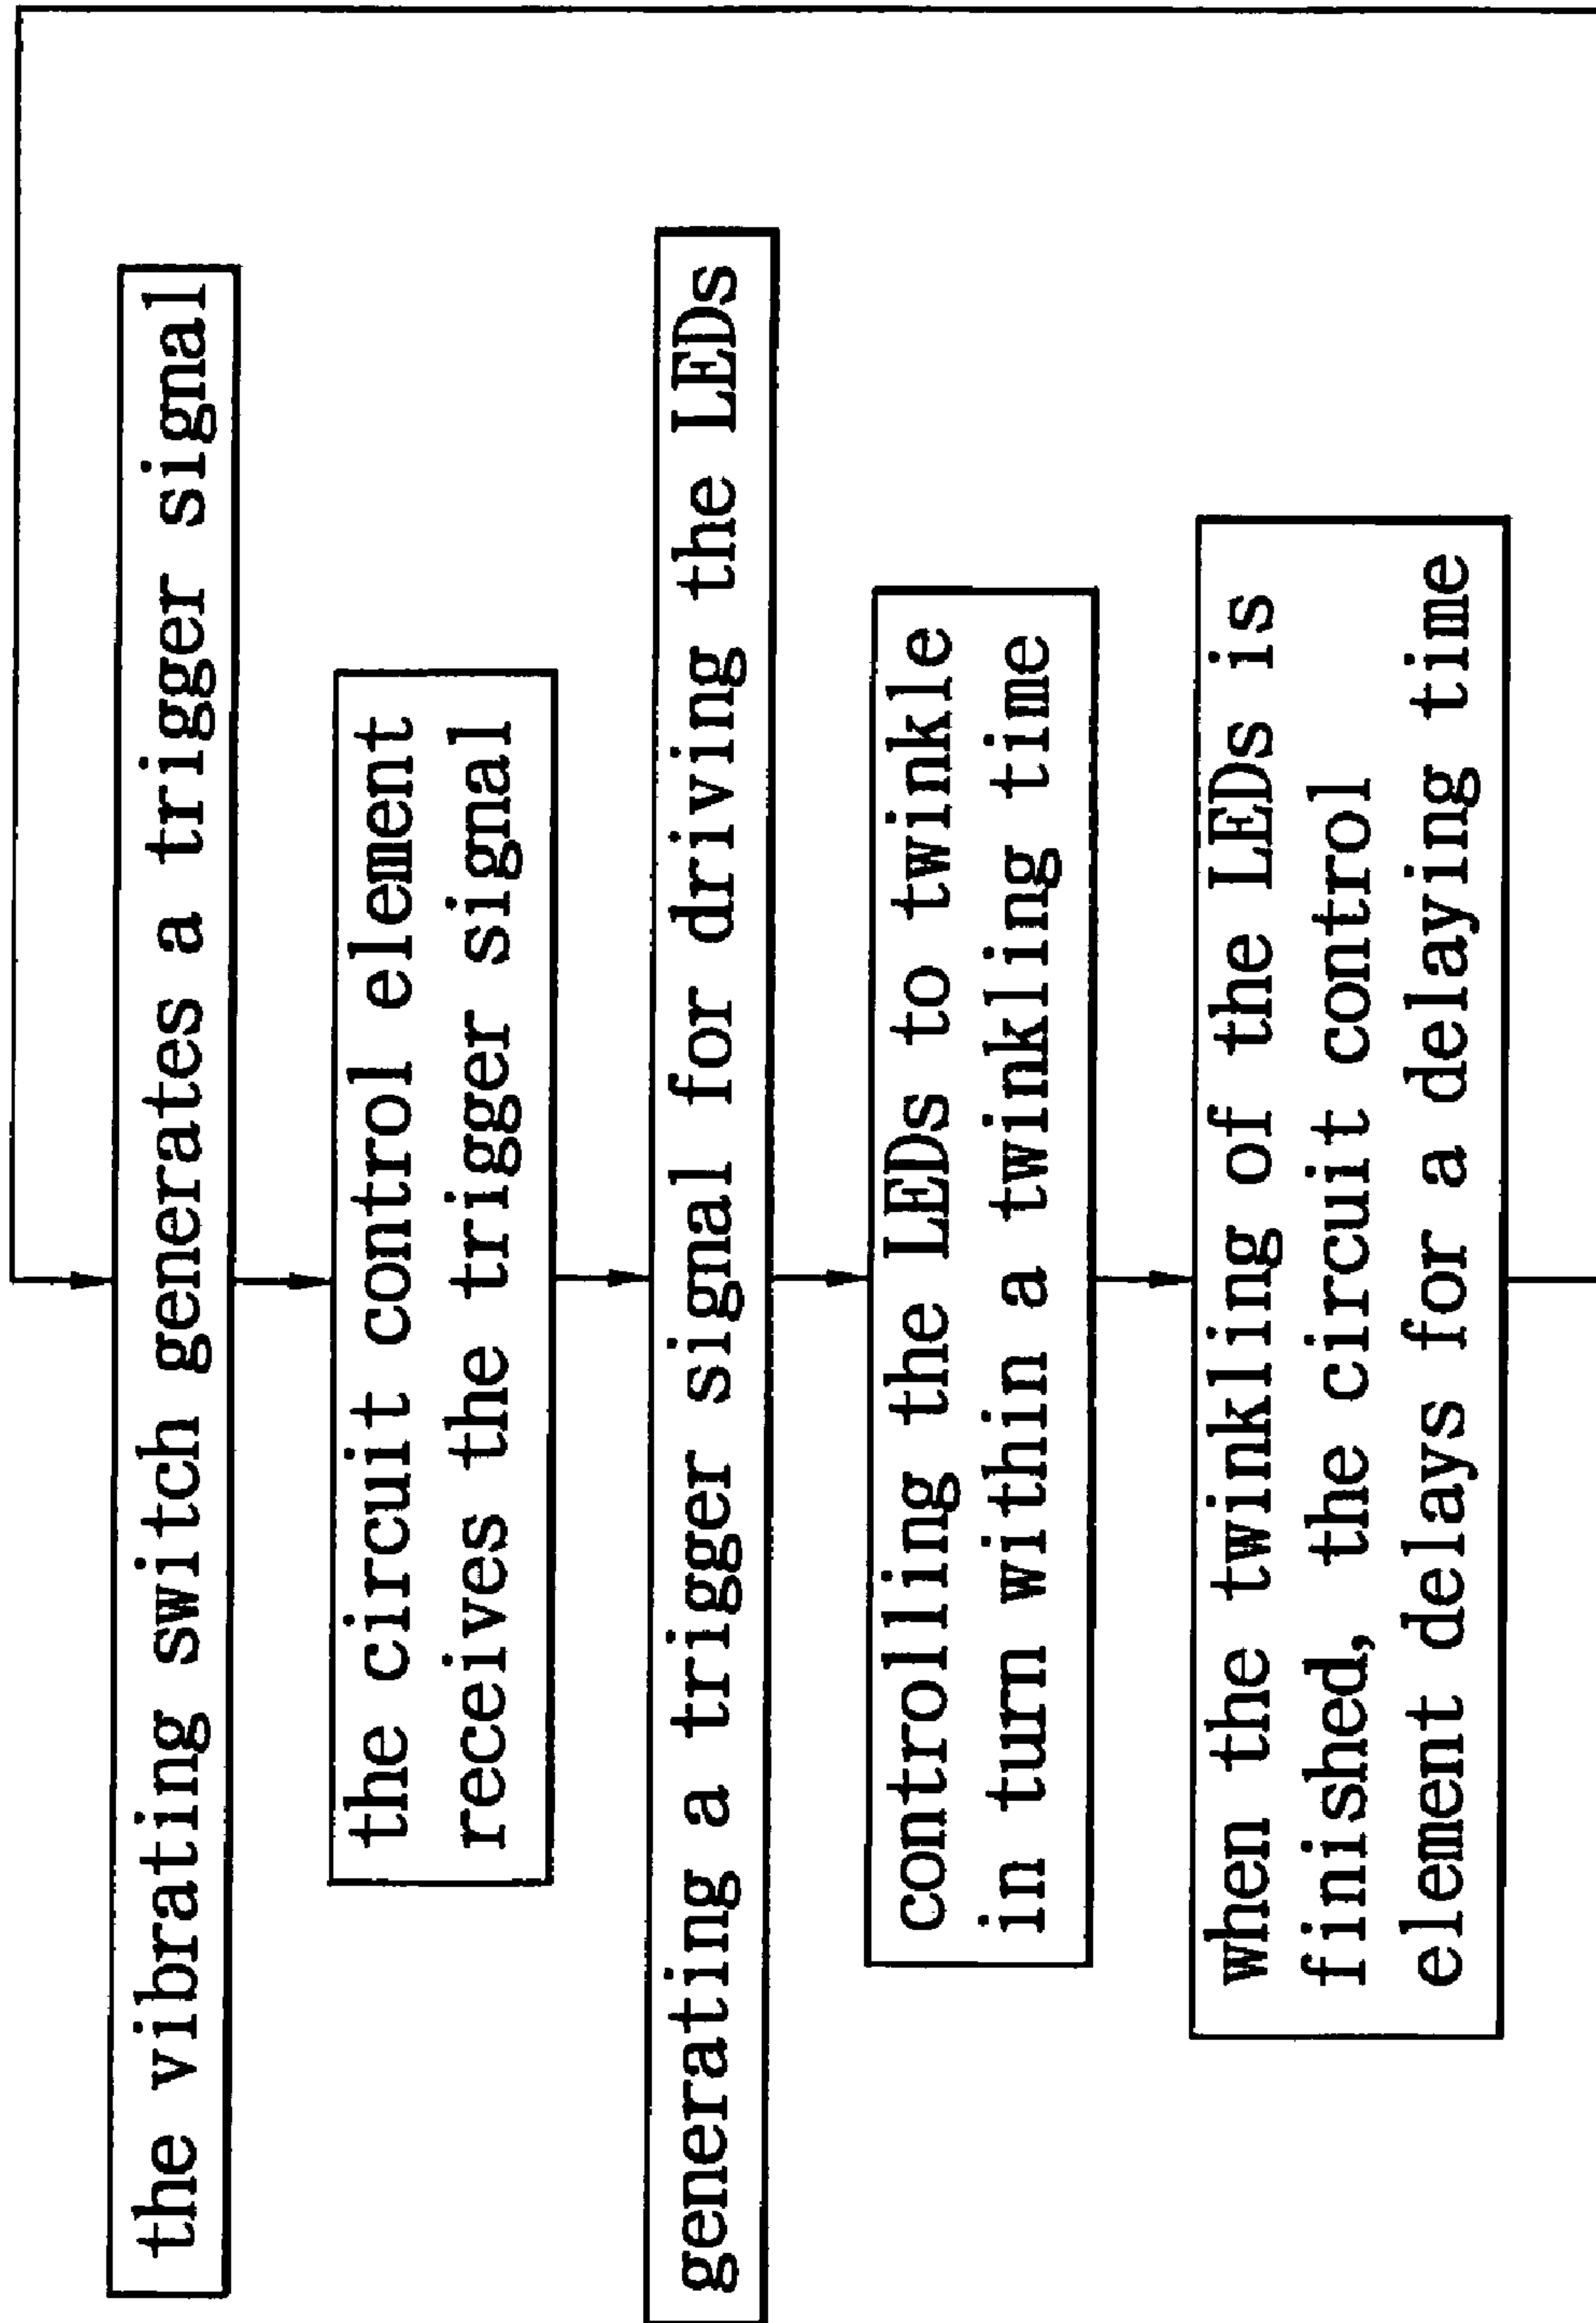 the vibrating switch generates a trigger signal
the circuit control element
receives the trigger signal
generating a trigger signal for driving the LEDs
controlling the LEDs to twinkle
in turn within a twinkling time
when the twinkling of the LEDs is
finished, the circuit control
element delays for a delaying time